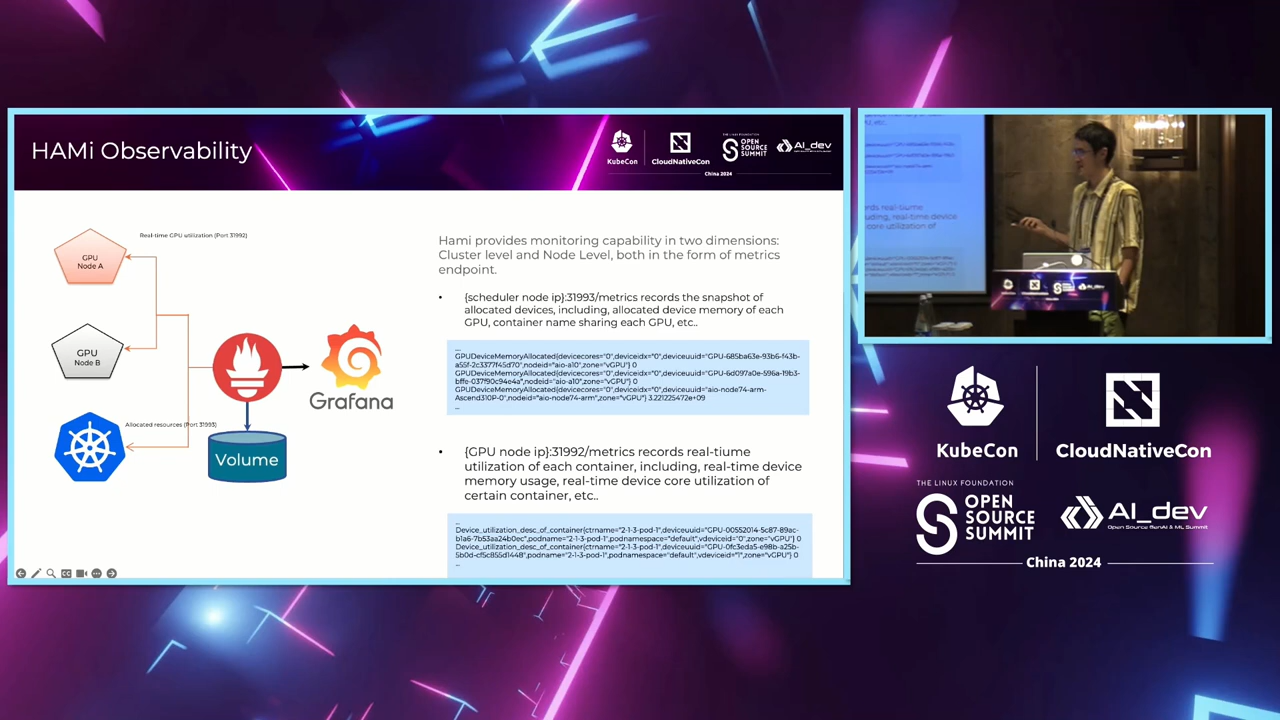 HAMi Observability
KubeCon
CloudNativeCon
THE LINUX FOUNDATION
OPEN
SOURCE
SUMMIT
AI_dev
China 2024
Real-time GPU utilization (Port 31992)
GPU
Node A
GPU
Node B
Allocated resources (Port 31993)
Grafana
Volume
Hami provides monitoring capability in two dimensions:
Cluster level and Node Level, both in the form of metrics
endpoint.
• {scheduler node ip}:31993/metrics records the snapshot of
allocated devices, including, allocated device memory of each
GPU, container name sharing each GPU, etc..
...
GPUDeviceMemoryAllocated{devicecores="0",deviceidx="0",deviceuuid="GPU-685ba63e-93b6-f43b-
a55f-2c3377f45d70",nodeid="aio-a10",zone="vGPU"} 0
GPUDeviceMemoryAllocated{devicecores="0",deviceidx="0",deviceuuid="GPU-6d097a0e-596a-19b3-
bffe-037f90c94e4a",nodeid="aio-a10",zone="vGPU"} 0
GPUDeviceMemoryAllocated{devicecores="0",deviceidx="0",deviceuuid="aio-node74-arm-
Ascend310P-0",nodeid="aio-node74-arm",zone="vGPU"} 3.221225472e+09
...
• {GPU node ip}:31992/metrics records real-tiume
utilization of each container, including, real-time device
memory usage, real-time device core utilization of
certain container, etc..
...
Device_utilization_desc_of_container{ctrname="2-1-3-pod-1",deviceuuid="GPU-00552014-5c87-89ac-
b1a6-7b53aa24b0ec",podname="2-1-3-pod-1",podnamespace="default",vdeviceid="0",zone="vGPU"} 0
Device_utilization_desc_of_container{ctrname="2-1-3-pod-1",deviceuuid="GPU-0fc3eda5-e98b-a25b-
5b0d-cf5c855d1448",podname="2-1-3-pod-1",podnamespace="default",vdeviceid="1",zone="vGPU"} 0
...
KubeCon
CloudNativeCon
THE LINUX FOUNDATION
OPEN
SOURCE
SUMMIT
AI_dev
Open Source GenAI & ML Summit
China 2024